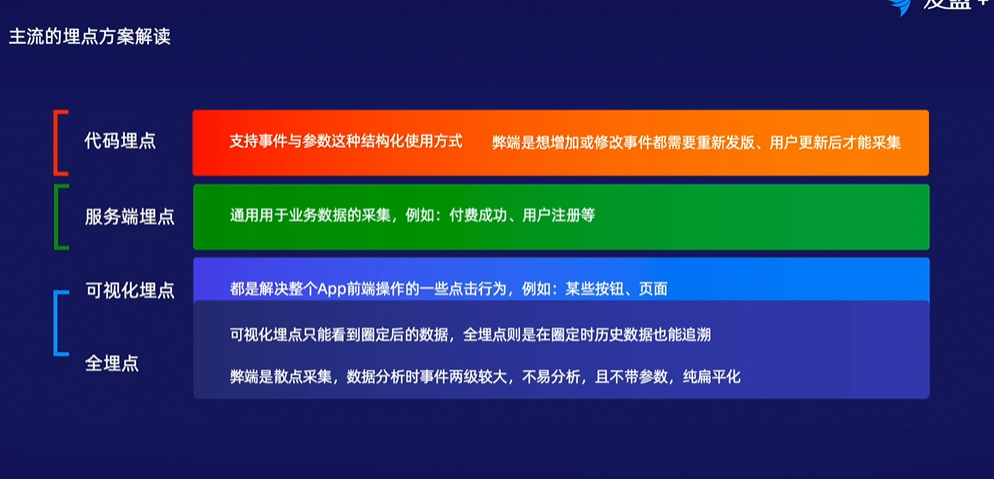 主流的埋点方案解读
代码埋点
支持事件与参数这种结构化使用方式
弊端是想增加或修改事件都需要重新发版、用户更新后才能采集
服务端埋点
通用用于业务数据的采集，例如：付费成功、用户注册等
可视化埋点
都是解决整个App前端操作的一些点击行为，例如：某些按钮、页面
可视化埋点只能看到圈定后的数据，全埋点则是在圈定时历史数据也能追溯
全埋点
弊端是散点采集，数据分析时事件两级较大，不易分析，且不带参数，纯扁平化